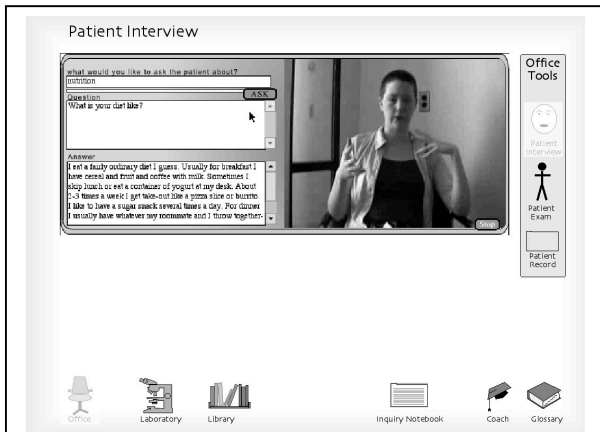 Patient Interview
what would you like to ask the patient about?
nutrition
ASK
Question
What is your diet like?
Answer
I eat a fairly ordinary diet I guess. Usually for breakfast I
have cereal and fruit and coffee with milk. Sometimes I
skip lunch or eat a container of yogurt at my desk. About
2-3 times a week I get take-out like a pizza slice or burrito.
I like to have a sugar snack several times a day. For dinner
I usually have whatever my roommate and I throw together-
Stop
Office
Tools
Patient
Interview
Patient
Exam
Patient
Record
Office
Laboratory
Library
Inquiry Notebook
Coach
Glossary